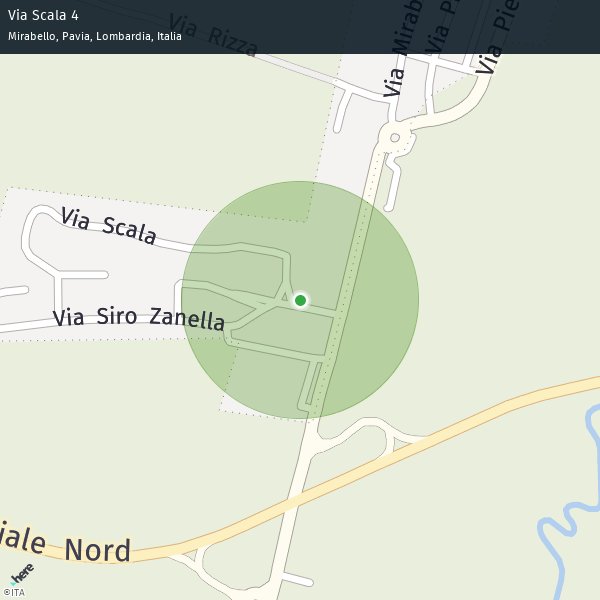 Via Scala 4
Mirabello, Pavia, Lombardia, Italia
Via Rizza
Via Mirab
Via Pi
Via Pie
Via Scala
Via Siro Zanella
iale Nord
here
©ITA